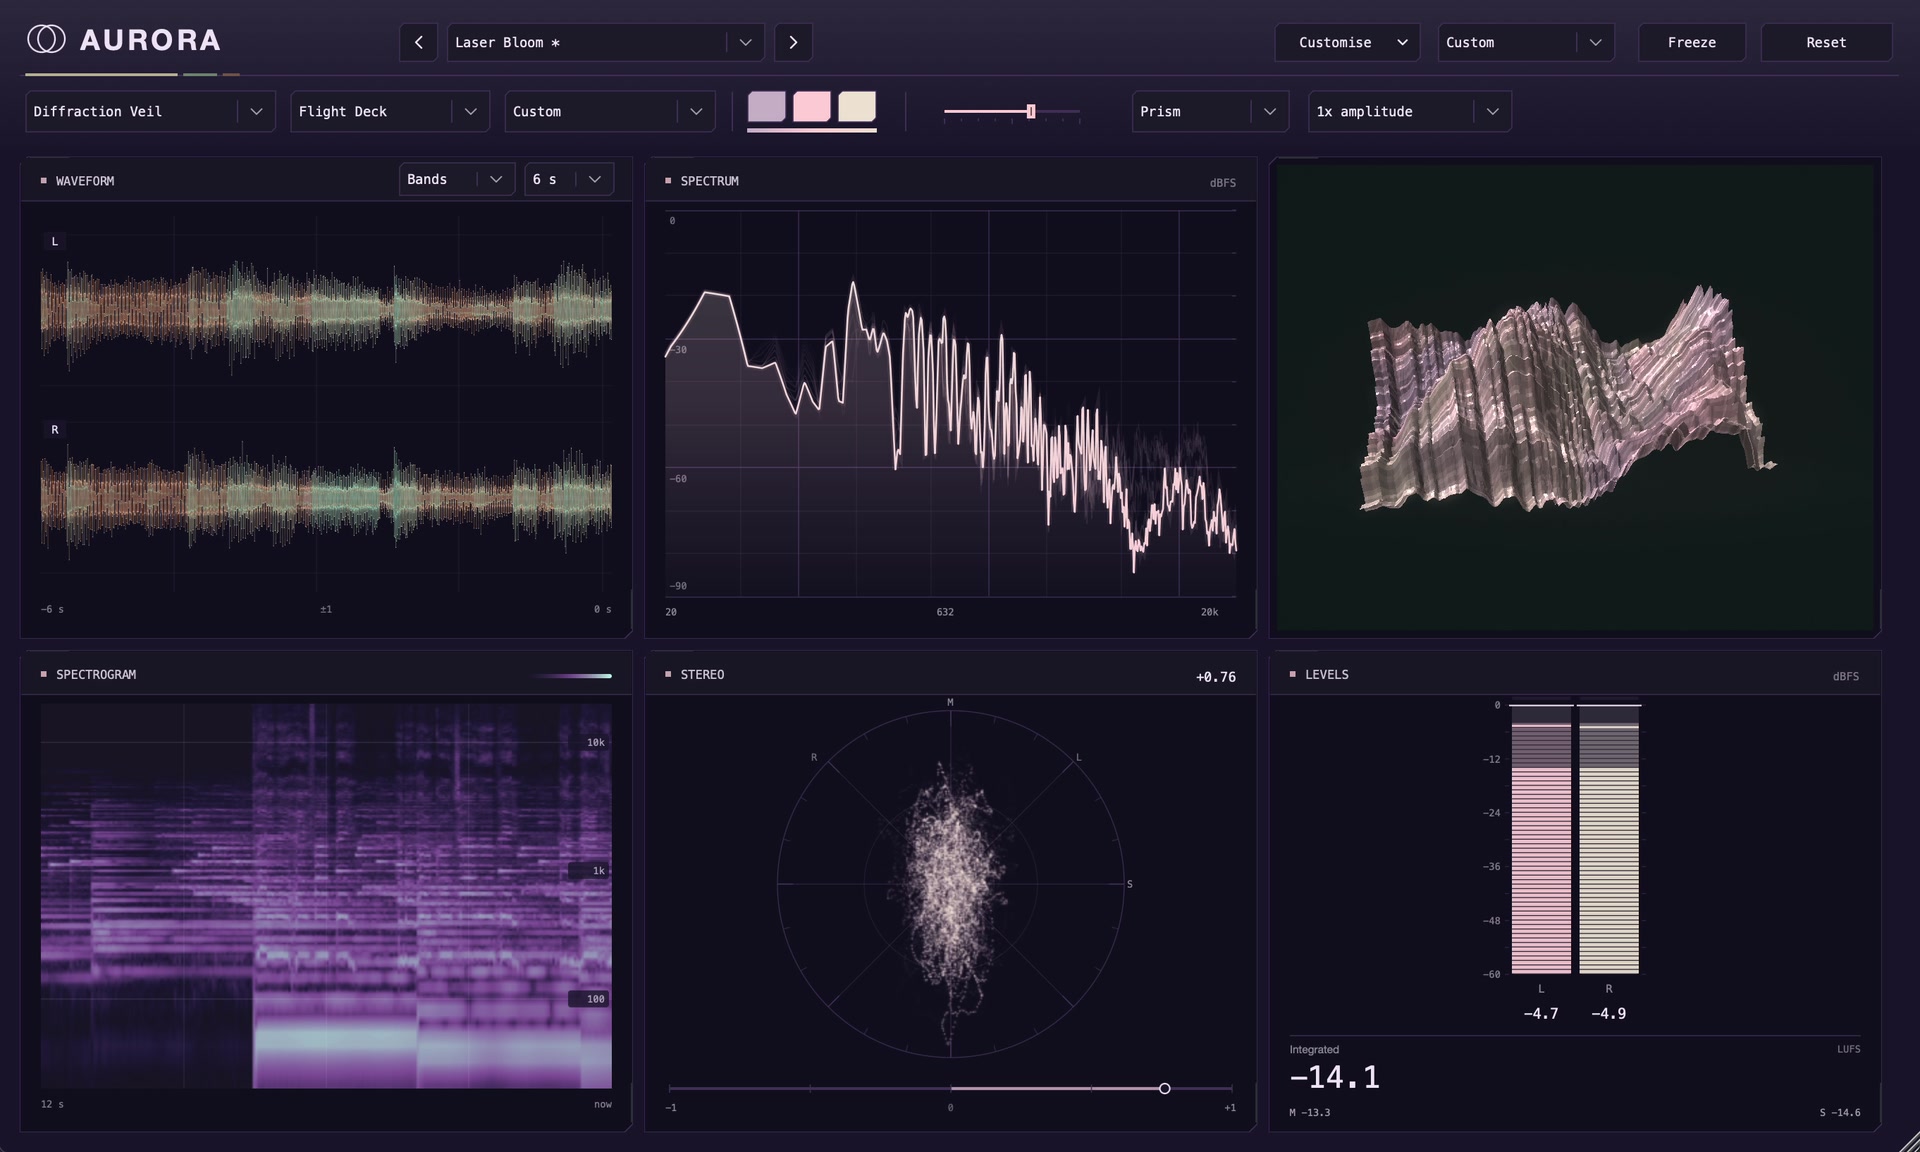 AURORA
Laser Bloom *
Customise
Custom
Freeze
Reset
Diffraction Veil
Flight Deck
Custom
Prism
1x amplitude
WAVEFORM
Bands
6 s
L
R
−6 s
±1
0 s
SPECTRUM
dBFS
0
−30
−60
−90
20
632
20k
SPECTROGRAM
10k
1k
100
12 s
now
STEREO
+0.76
M
R
L
S
−1
0
+1
LEVELS
dBFS
0
−12
−24
−36
−48
−60
L
R
−4.7
−4.9
Integrated
LUFS
−14.1
M −13.3
S −14.6